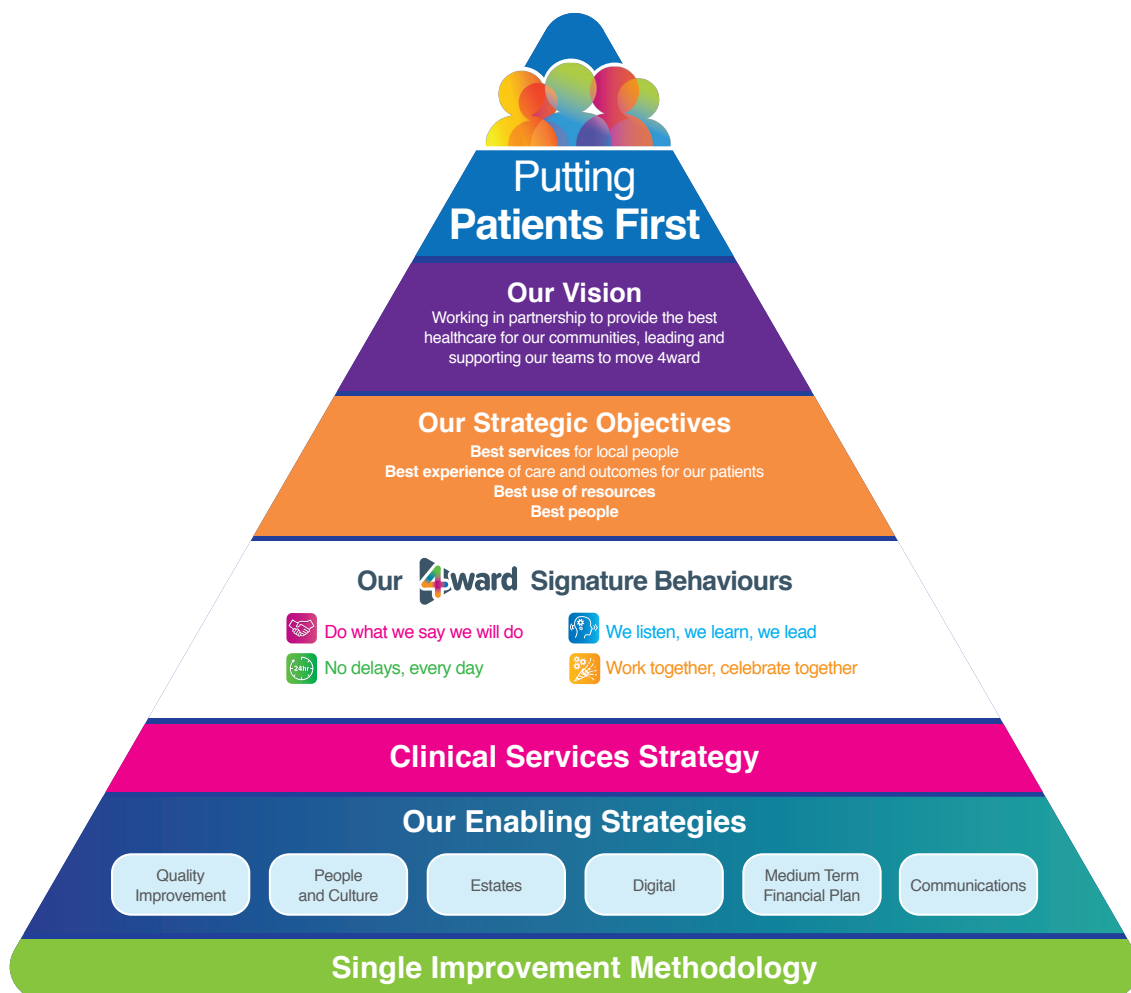 Putting
Patients First
Our Vision
Working in partnership to provide the best
healthcare for our communities, leading and
supporting our teams to move 4ward
Our Strategic Objectives
Best services for local people
Best experience of care and outcomes for our patients
Best use of resources
Best people
Our 4ward Signature Behaviours
Do what we say we will do
We listen, we learn, we lead
24hr
No delays, every day
Work together, celebrate together
Clinical Services Strategy
Our Enabling Strategies
Quality
Improvement
People
and Culture
Estates
Digital
Medium Term
Financial Plan
Communications
Single Improvement Methodology